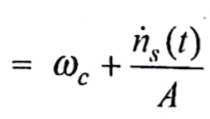 = ω_c + ṅ_s(t)/A